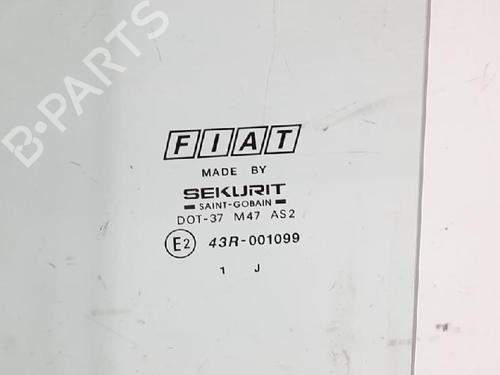 B-PARTS
FIAT
MADE BY
SEKURIT
SAINT-GOBAIN
DOT-37 M47 AS2
E2 43R-001099
1 J